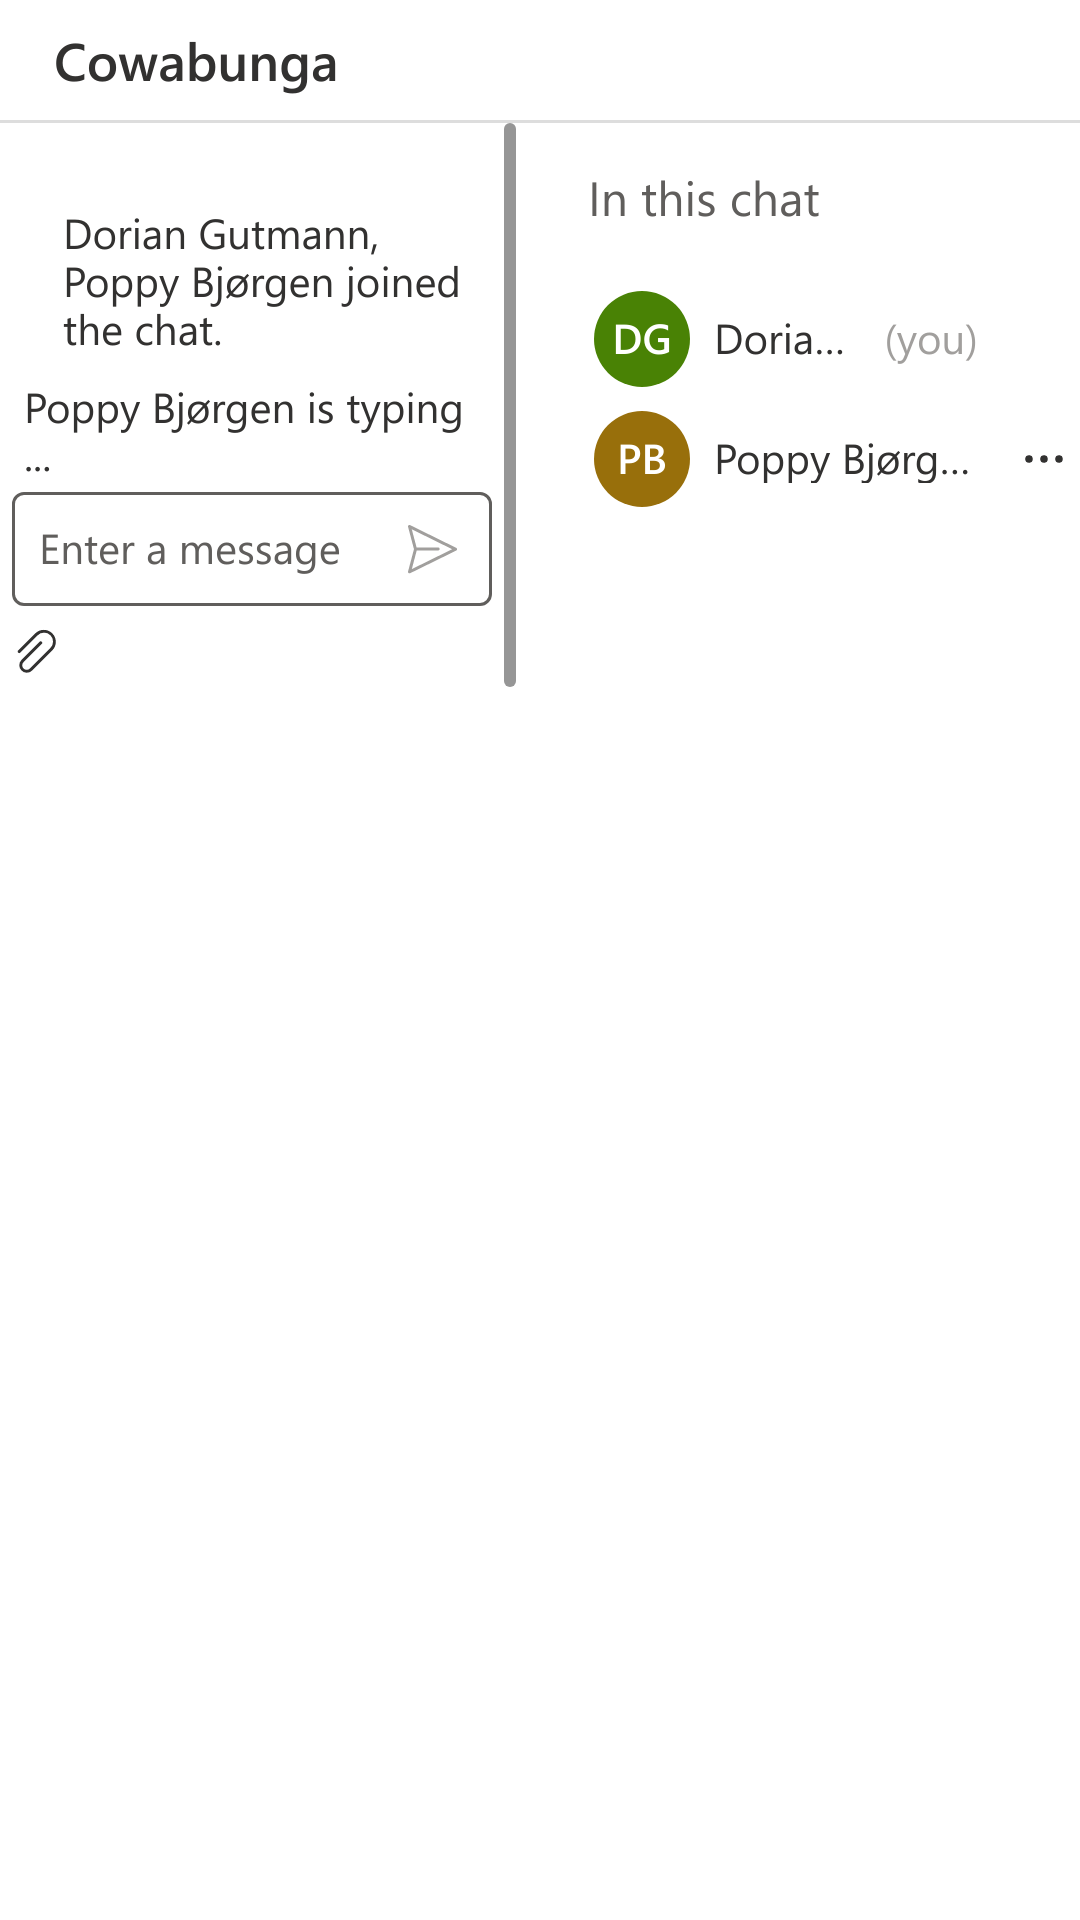 Cowabunga
Dorian Gutmann,
Poppy Bjørgen joined
the chat.
Poppy Bjørgen is typing
...
Enter a message
In this chat
DG Doria... (you)
PB Poppy Bjørg...